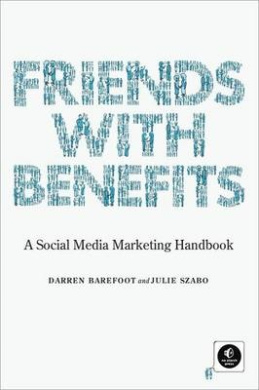 FRIENDS
WITH
BENEFITS
A Social Media Marketing Handbook
DARREN BAREFOOT and JULIE SZABO